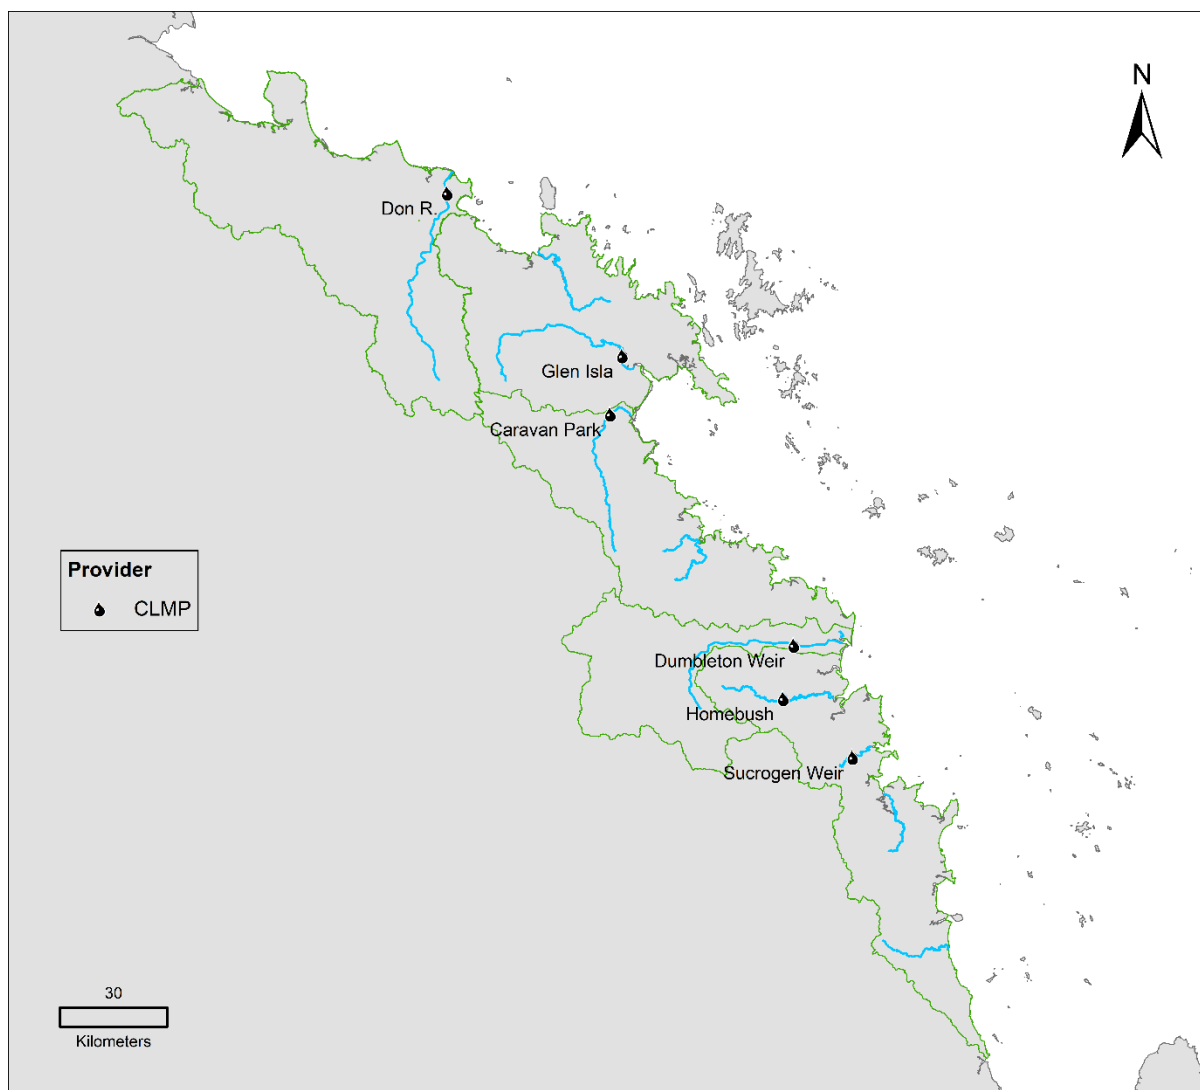 N
Don R.
Glen Isla
Caravan Park
Provider
CLMP
Dumbleton Weir
Homebush
Sucrogen Weir
30
Kilometers